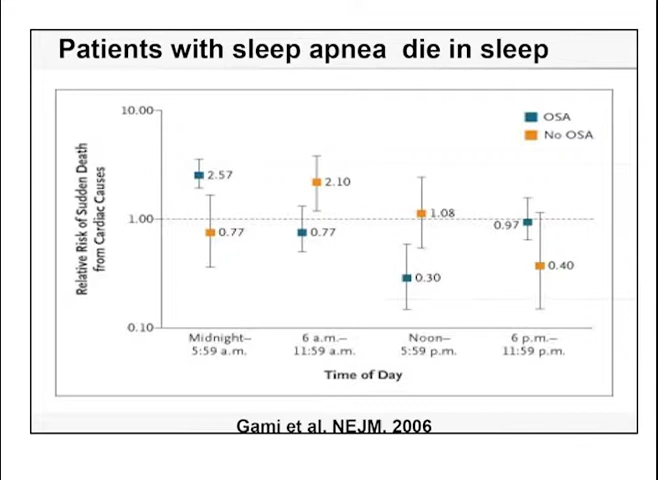 Patients with sleep apnea die in sleep
10.00
1.00
0.10
Relative Risk of Sudden Death
from Cardiac Causes
OSA
No OSA
2.57
0.77
0.77
2.10
0.30
1.08
0.97
0.40
Midnight–
5:59 a.m.
6 a.m.–
11:59 a.m.
Noon–
5:59 p.m.
6 p.m.–
11:59 p.m.
Time of Day
Gami et al. NEJM. 2006